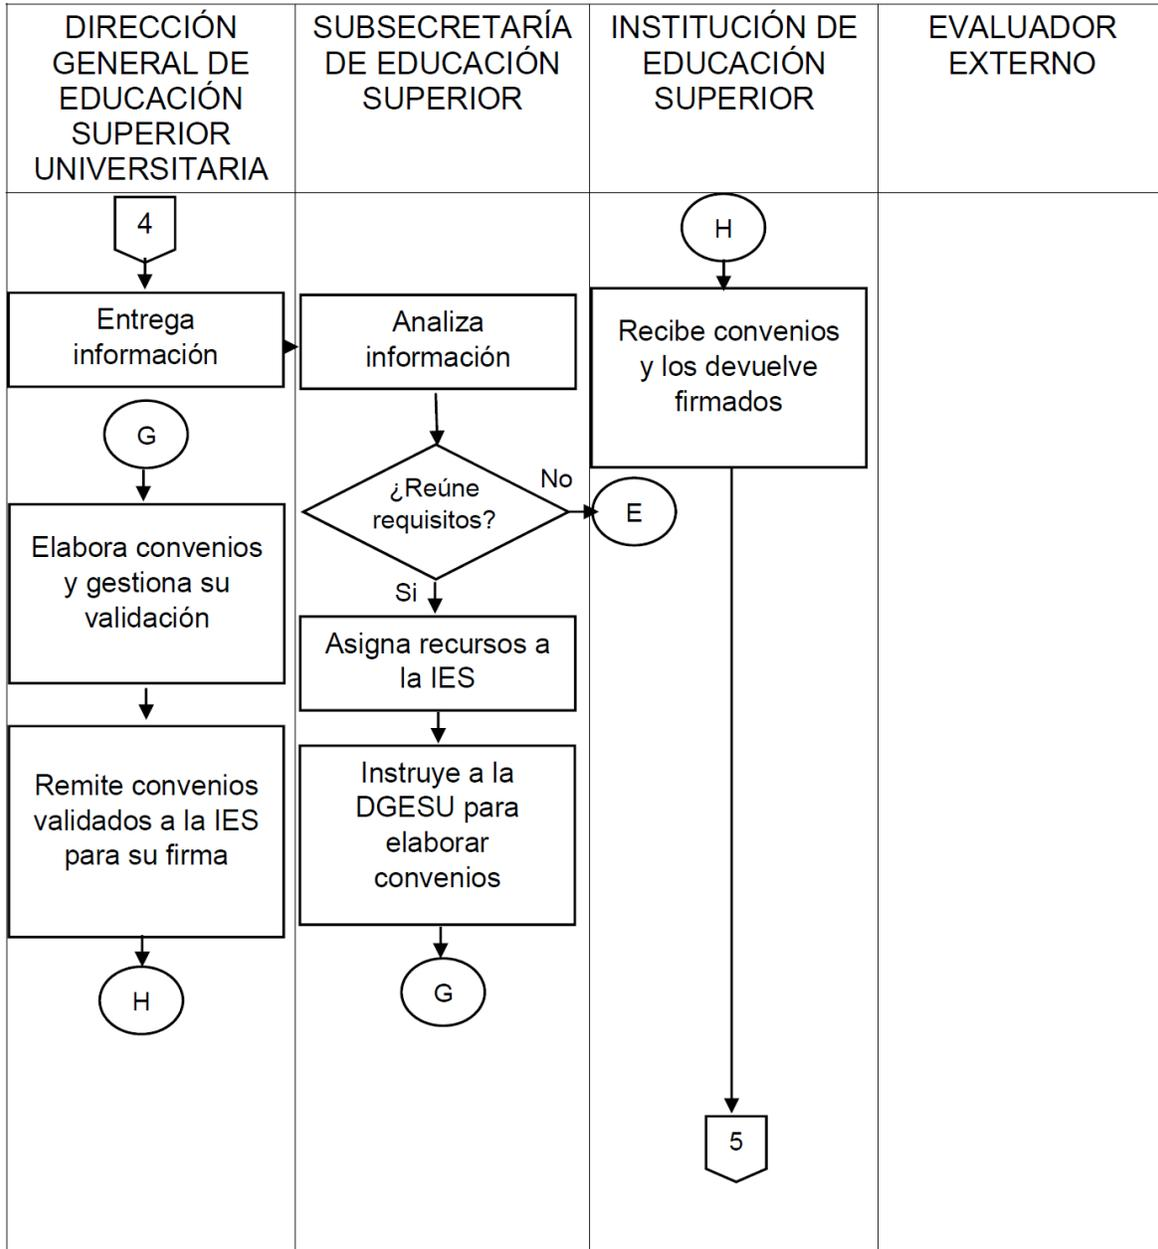 DIRECCIÓN
GENERAL DE
EDUCACIÓN
SUPERIOR
UNIVERSITARIA
SUBSECRETARÍA
DE EDUCACIÓN
SUPERIOR
INSTITUCIÓN DE
EDUCACIÓN
SUPERIOR
EVALUADOR
EXTERNO
4
Entrega
información
G
Elabora convenios
y gestiona su
validación
Remite convenios
validados a la IES
para su firma
H
Analiza
información
¿Reúne
requisitos?
No
E
Si
Asigna recursos a
la IES
Instruye a la
DGESU para
elaborar
convenios
G
H
Recibe convenios
y los devuelve
firmados
5